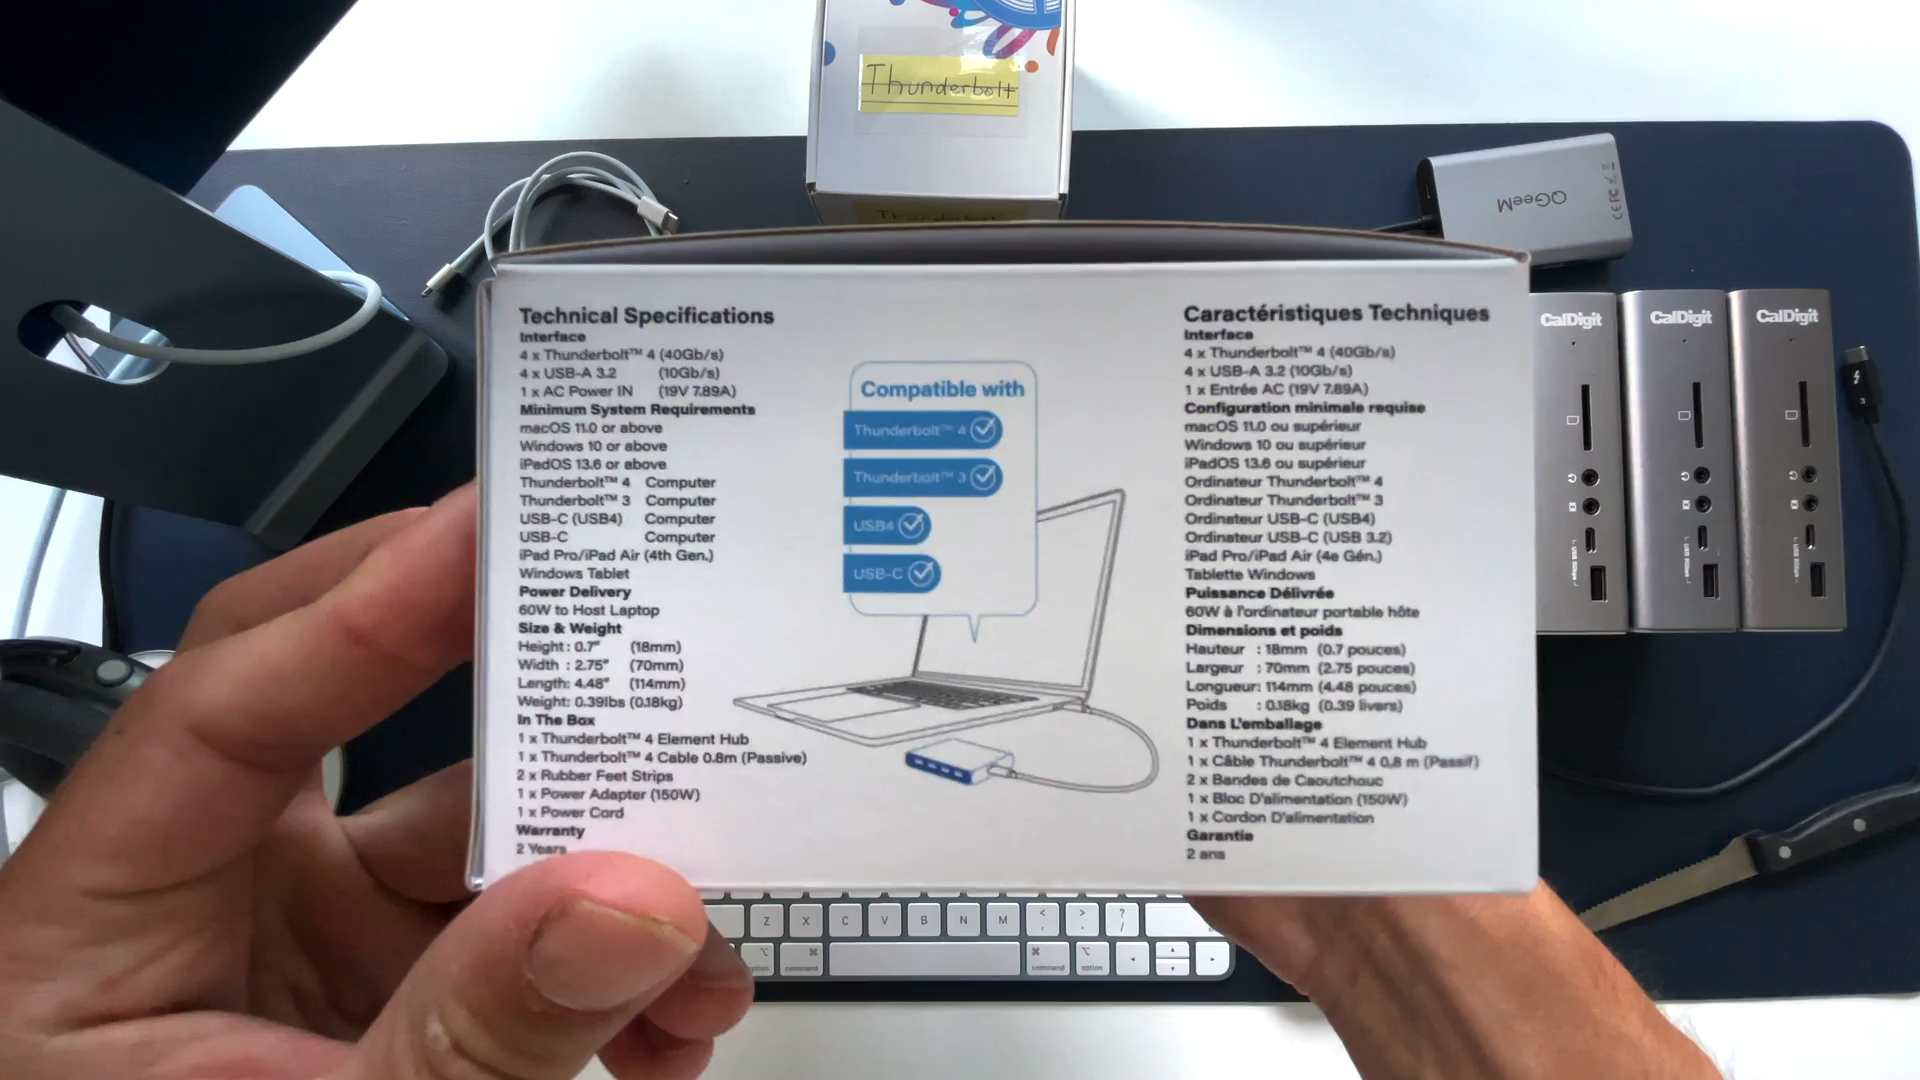 Thunderbolt
Thunderbolt
QGeeM
CE FC
Technical Specifications
Interface
4 x Thunderbolt™ 4 (40Gb/s)
4 x USB-A 3.2 (10Gb/s)
1 x AC Power IN (19V 7.89A)
Minimum System Requirements
macOS 11.0 or above
Windows 10 or above
iPadOS 13.6 or above
Thunderbolt™ 4 Computer
Thunderbolt™ 3 Computer
USB-C (USB4) Computer
USB-C Computer
iPad Pro/iPad Air (4th Gen.)
Windows Tablet
Power Delivery
60W to Host Laptop
Size & Weight
Height : 0.7" (18mm)
Width : 2.75" (70mm)
Length: 4.48" (114mm)
Weight: 0.39lbs (0.18kg)
In The Box
1 x Thunderbolt™ 4 Element Hub
1 x Thunderbolt™ 4 Cable 0.8m (Passive)
2 x Rubber Feet Strips
1 x Power Adapter (150W)
1 x Power Cord
Warranty
2 Years
Compatible with
Thunderbolt™ 4
Thunderbolt™ 3
USB4
USB-C
Caractéristiques Techniques
Interface
4 x Thunderbolt™ 4 (40Gb/s)
4 x USB-A 3.2 (10Gb/s)
1 x Entrée AC (19V 7.89A)
Configuration minimale requise
macOS 11.0 ou supérieur
Windows 10 ou supérieur
iPadOS 13.6 ou supérieur
Ordinateur Thunderbolt™ 4
Ordinateur Thunderbolt™ 3
Ordinateur USB-C (USB4)
Ordinateur USB-C (USB 3.2)
iPad Pro/iPad Air (4e Gén.)
Tablette Windows
Puissance Délivrée
60W à l'ordinateur portable hôte
Dimensions et poids
Hauteur : 18mm (0.7 pouces)
Largeur : 70mm (2.75 pouces)
Longueur: 114mm (4.48 pouces)
Poids : 0.18kg (0.39 livers)
Dans L'emballage
1 x Thunderbolt™ 4 Element Hub
1 x Câble Thunderbolt™ 4 0,8 m (Passif)
2 x Bandes de Caoutchouc
1 x Bloc D'alimentation (150W)
1 x Cordon D'alimentation
Garantie
2 ans
CalDigit
CalDigit
CalDigit
3
Z X C V B N M < , > . ? /
option command command option